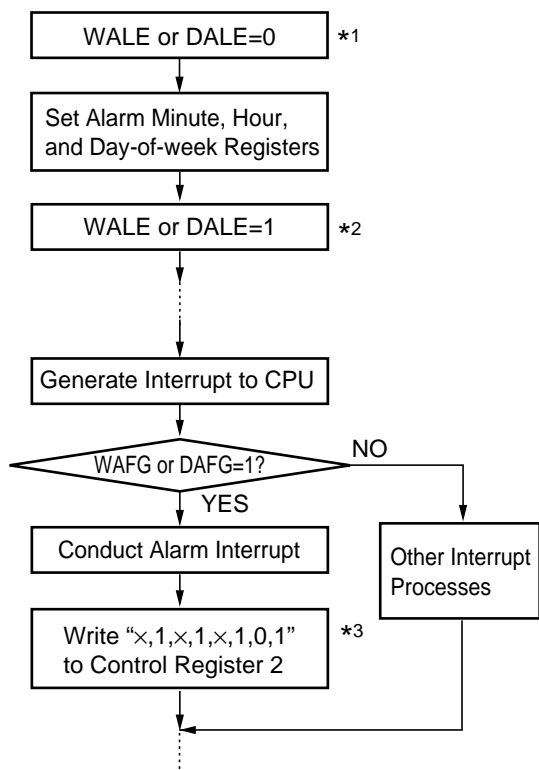 WALE or DALE=0
*1
Set Alarm Minute, Hour,
and Day-of-week Registers
WALE or DALE=1
*2
Generate Interrupt to CPU
WAFG or DAFG=1?
NO
YES
Conduct Alarm Interrupt
Other Interrupt
Processes
Write “×,1,×,1,×,1,0,1”
to Control Register 2
*3